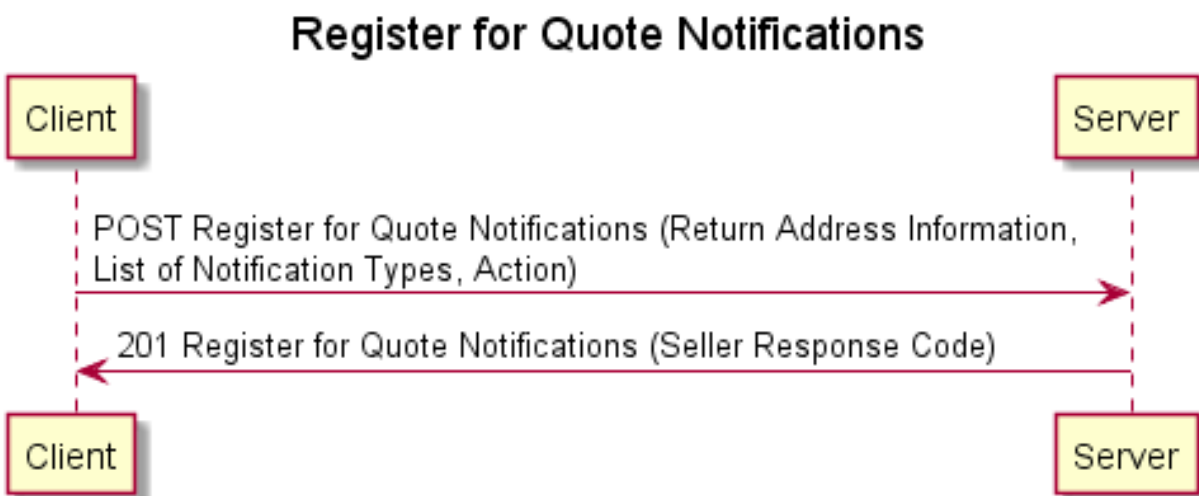 Register for Quote Notifications
Client
Server
POST Register for Quote Notifications (Return Address Information,
List of Notification Types, Action)
201 Register for Quote Notifications (Seller Response Code)
Client
Server